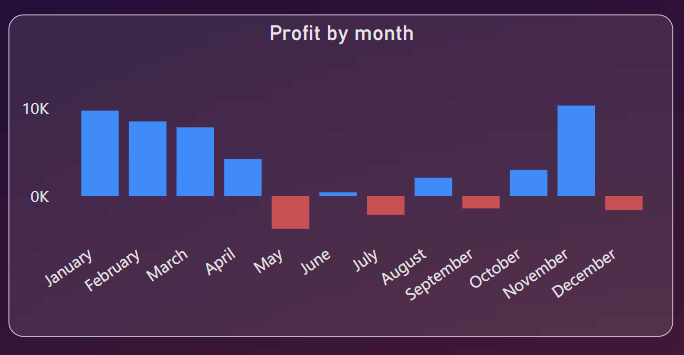 Profit by month
10K
0K
January
February
March
April
May
June
July
August
September
October
November
December